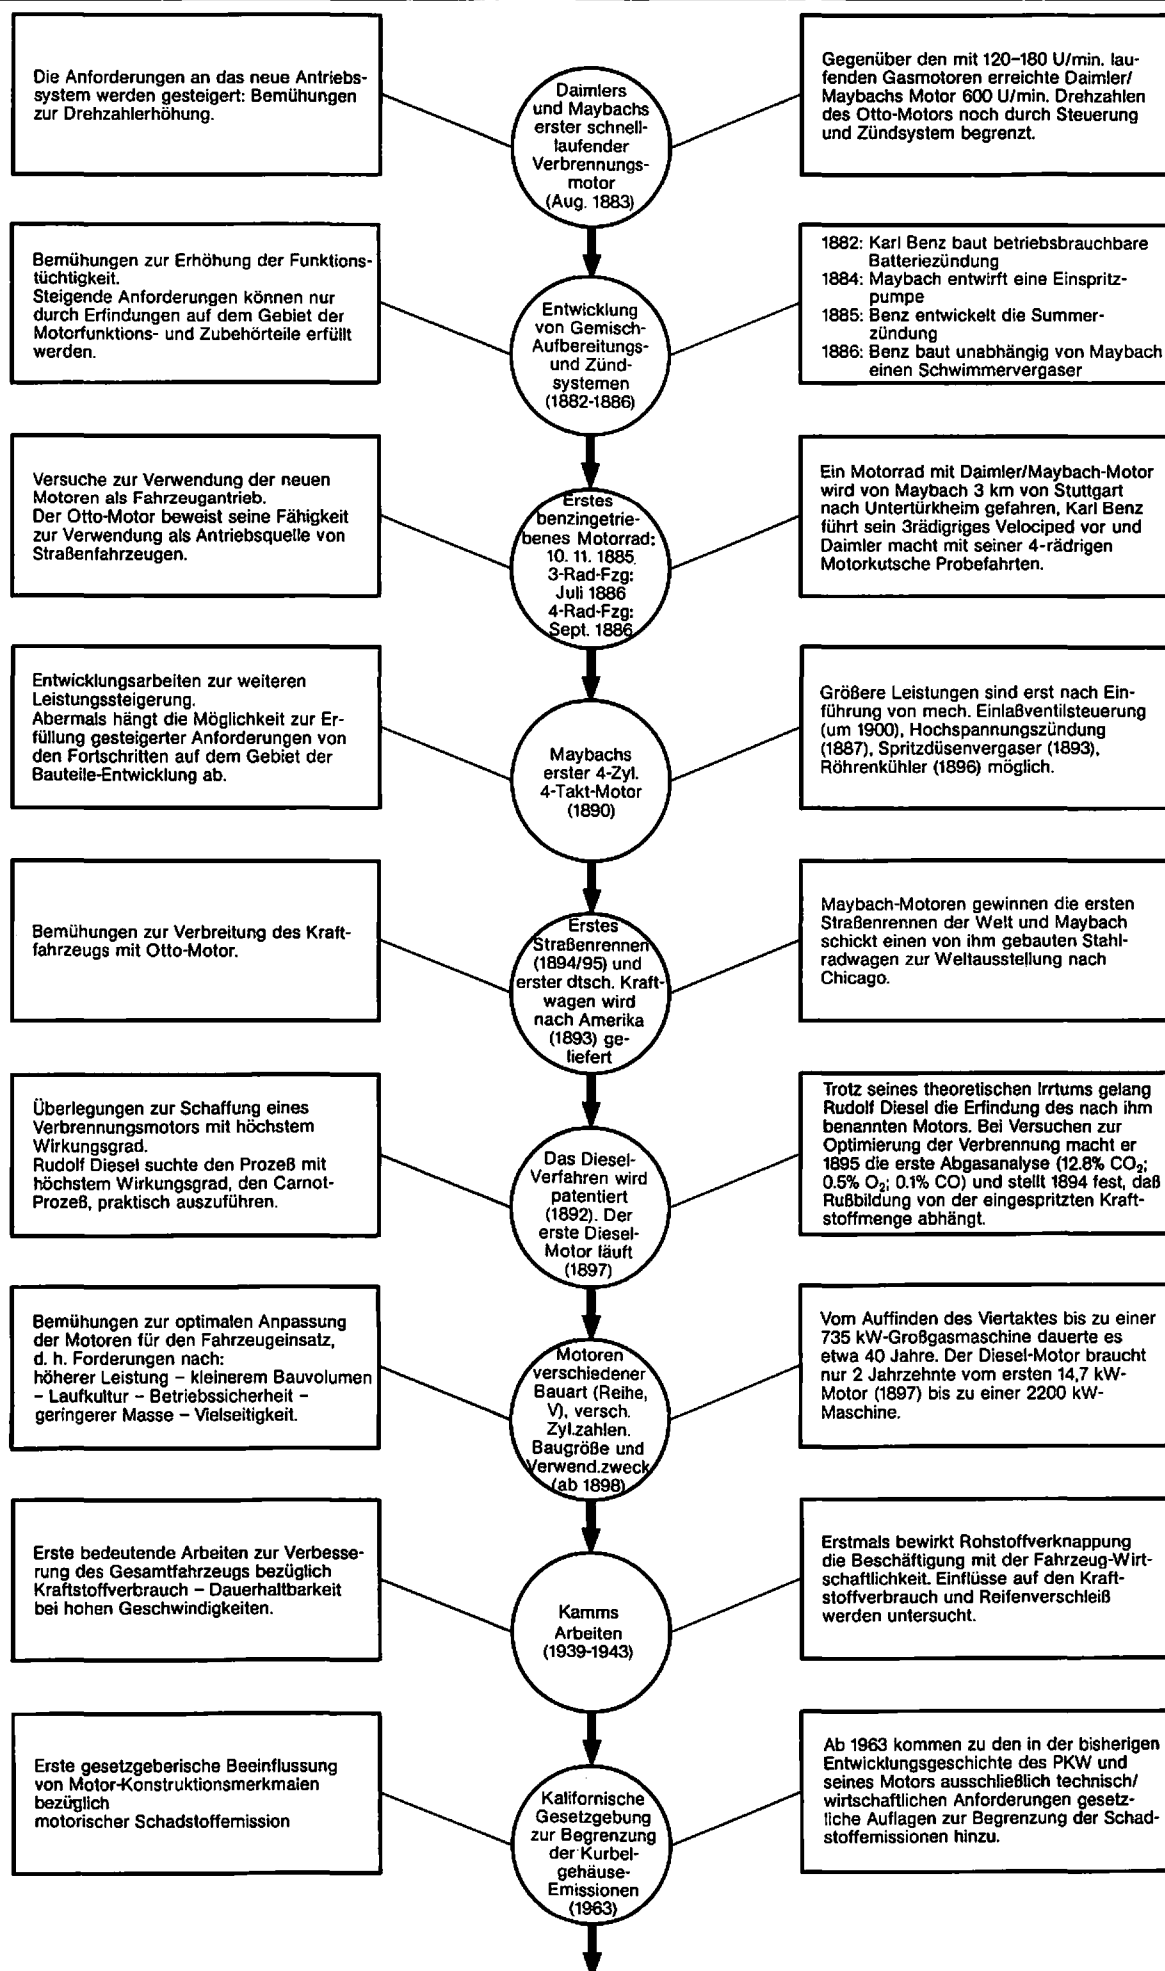 Die Anforderungen an das neue Antriebs-
system werden gesteigert: Bemühungen
zur Drehzahlerhöhung.
Daimlers
und Maybachs
erster schnell-
laufender
Verbrennungs-
motor
(Aug. 1883)
Gegenüber den mit 120–180 U/min. lau-
fenden Gasmotoren erreichte Daimler/
Maybachs Motor 600 U/min. Drehzahlen
des Otto-Motors noch durch Steuerung
und Zündsystem begrenzt.
Bemühungen zur Erhöhung der Funktions-
tüchtigkeit.
Steigende Anforderungen können nur
durch Erfindungen auf dem Gebiet der
Motorfunktions- und Zubehörteile erfüllt
werden.
Entwicklung
von Gemisch-
Aufbereitungs-
und Zünd-
systemen
(1882-1886)
1882: Karl Benz baut betriebsbrauchbare
Batteriezündung
1884: Maybach entwirft eine Einspritz-
pumpe
1885: Benz entwickelt die Summer-
zündung
1886: Benz baut unabhängig von Maybach
einen Schwimmervergaser
Versuche zur Verwendung der neuen
Motoren als Fahrzeugantrieb.
Der Otto-Motor beweist seine Fähigkeit
zur Verwendung als Antriebsquelle von
Straßenfahrzeugen.
Erstes
benzingetrie-
benes Motorrad:
10. 11. 1885
3-Rad-Fzg:
Juli 1886
4-Rad-Fzg:
Sept. 1886
Ein Motorrad mit Daimler/Maybach-Motor
wird von Maybach 3 km von Stuttgart
nach Untertürkheim gefahren, Karl Benz
führt sein 3rädrigriges Velociped vor und
Daimler macht mit seiner 4-rädrigen
Motorkutsche Probefahrten.
Entwicklungsarbeiten zur weiteren
Leistungssteigerung.
Abermals hängt die Möglichkeit zur Er-
füllung gesteigerter Anforderungen von
den Fortschritten auf dem Gebiet der
Bauteile-Entwicklung ab.
Maybachs
erster 4-Zyl.
4-Takt-Motor
(1890)
Größere Leistungen sind erst nach Ein-
führung von mech. Einlaßventilsteuerung
(um 1900), Hochspannungszündung
(1887), Spritzdüsenvergaser (1893),
Röhrenkühler (1896) möglich.
Bemühungen zur Verbreitung des Kraft-
fahrzeugs mit Otto-Motor.
Erstes
Straßenrennen
(1894/95) und
erster dtsch. Kraft-
wagen wird
nach Amerika
(1893) ge-
liefert
Maybach-Motoren gewinnen die ersten
Straßenrennen der Welt und Maybach
schickt einen von ihm gebauten Stahl-
radwagen zur Weltausstellung nach
Chicago.
Überlegungen zur Schaffung eines
Verbrennungsmotors mit höchstem
Wirkungsgrad.
Rudolf Diesel suchte den Prozeß mit
höchstem Wirkungsgrad, den Carnot-
Prozeß, praktisch auszuführen.
Das Diesel-
Verfahren wird
patentiert
(1892). Der
erste Diesel-
Motor läuft
(1897)
Trotz seines theoretischen Irrtums gelang
Rudolf Diesel die Erfindung des nach ihm
benannten Motors. Bei Versuchen zur
Optimierung der Verbrennung macht er
1895 die erste Abgasanalyse (12.8% CO₂;
0.5% O₂; 0.1% CO) und stellt 1894 fest, daß
Rußbildung von der eingespritzten Kraft-
stoffmenge abhängt.
Bemühungen zur optimalen Anpassung
der Motoren für den Fahrzeugeinsatz,
d. h. Forderungen nach:
höherer Leistung – kleinerem Bauvolumen
– Laufkultur – Betriebssicherheit –
geringerer Masse – Vielseitigkeit.
Motoren
verschiedener
Bauart (Reihe,
V), versch.
Zyl.zahlen.
Baugröße und
Verwend.zweck
(ab 1898)
Vom Auffinden des Viertaktes bis zu einer
735 kW-Großgasmaschine dauerte es
etwa 40 Jahre. Der Diesel-Motor braucht
nur 2 Jahrzehnte vom ersten 14,7 kW-
Motor (1897) bis zu einer 2200 kW-
Maschine.
Erste bedeutende Arbeiten zur Verbesse-
rung des Gesamtfahrzeugs bezüglich
Kraftstoffverbrauch – Dauerhaltbarkeit
bei hohen Geschwindigkeiten.
Kamms
Arbeiten
(1939-1943)
Erstmals bewirkt Rohstoffverknappung
die Beschäftigung mit der Fahrzeug-Wirt-
schaftlichkeit. Einflüsse auf den Kraft-
stoffverbrauch und Reifenverschleiß
werden untersucht.
Erste gesetzgeberische Beeinflussung
von Motor-Konstruktionsmerkmalen
bezüglich
motorischer Schadstoffemission
Kalifornische
Gesetzgebung
zur Begrenzung
der Kurbel-
gehäuse-
Emissionen
(1963)
Ab 1963 kommen zu den in der bisherigen
Entwicklungsgeschichte des PKW und
seines Motors ausschließlich technisch/
wirtschaftlichen Anforderungen gesetz-
liche Auflagen zur Begrenzung der Schad-
stoffemissionen hinzu.